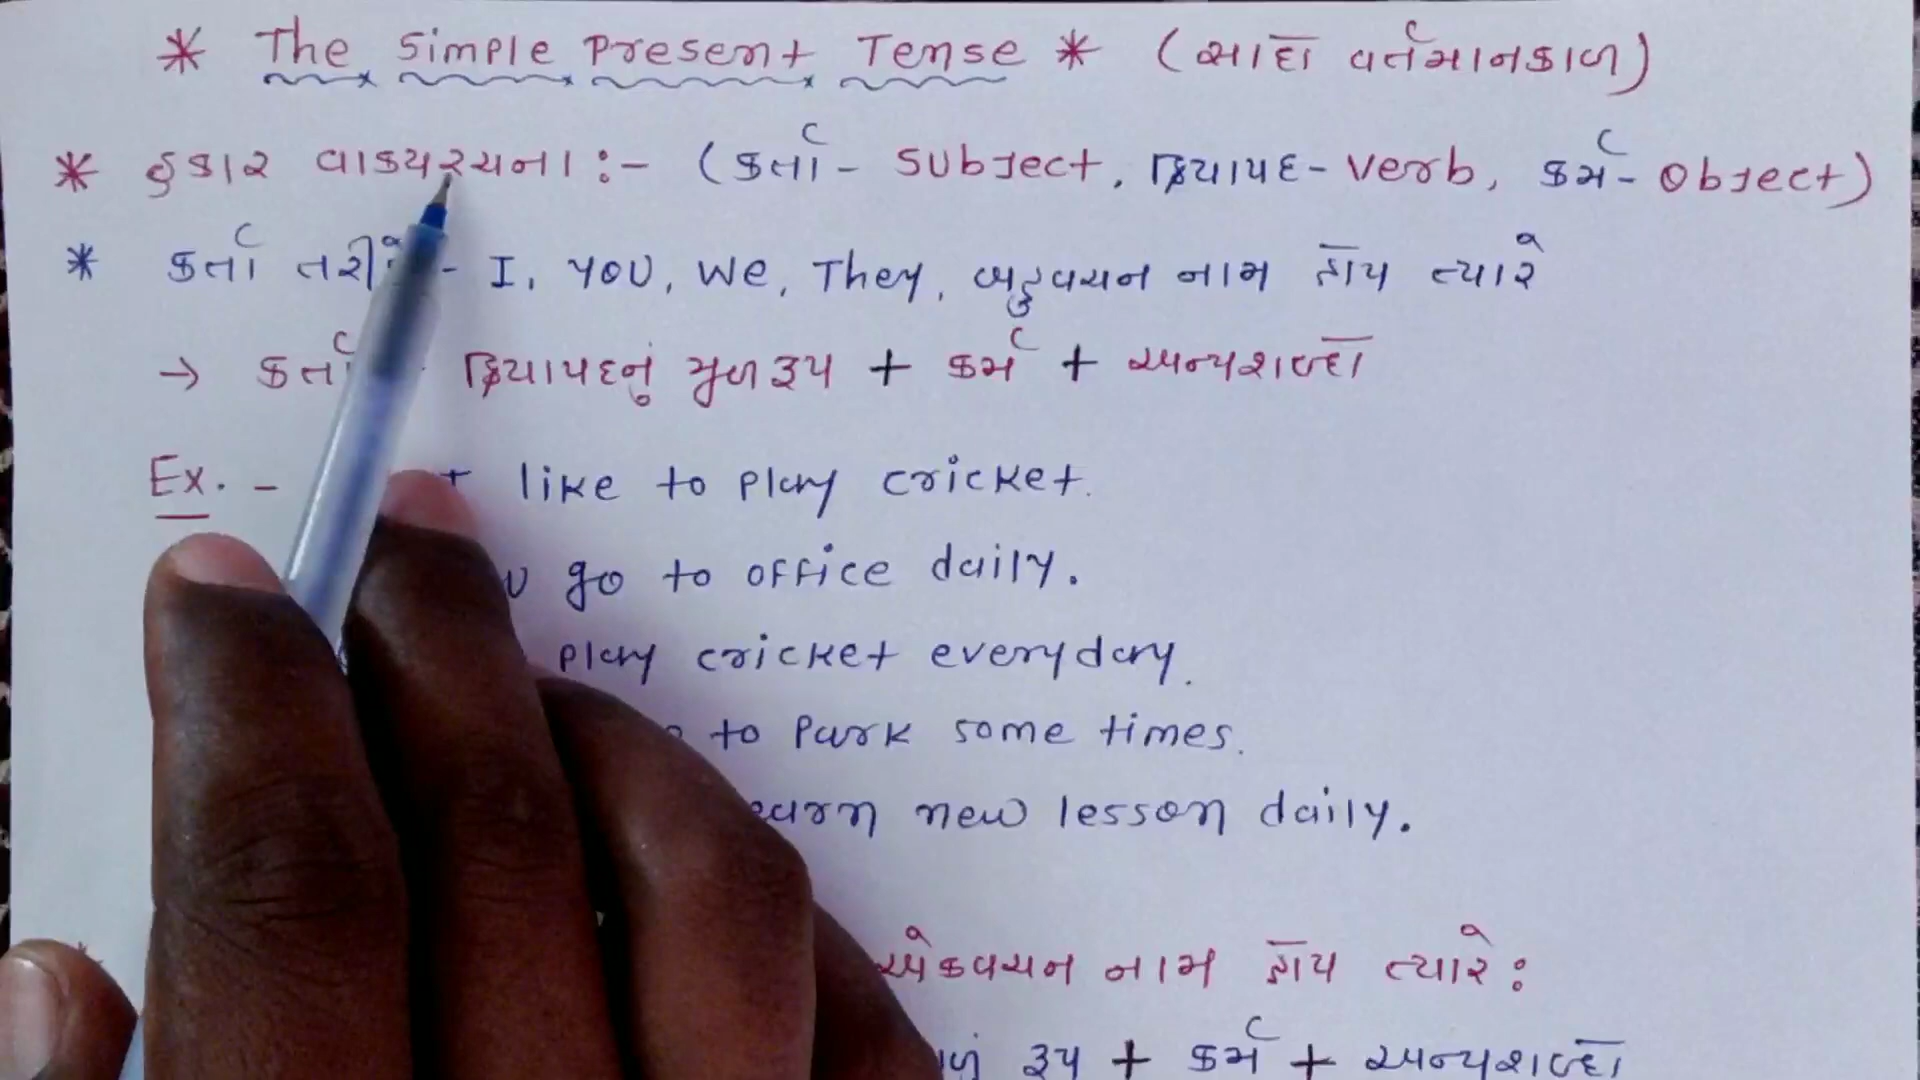 * The Simple Present Tense * (સાદો વર્તમાનકાળ)
* હકાર વાક્યરચના :- (કર્તા - Subject, ક્રિયાપદ - Verb, કર્મ - Object)
* કર્તા તરીકે - I, You, We, They, બહુવચન નામ હોય ત્યારે
→ કર્તા ક્રિયાપદનું મુળરૂપ + કર્મ + અન્યશબ્દો
Ex. - I like to play cricket.
go to office daily.
play cricket everyday.
to Park some times.
new lesson daily.
એકવચન નામ હોય ત્યારે :
રૂપ + કર્મ + અન્યશબ્દો